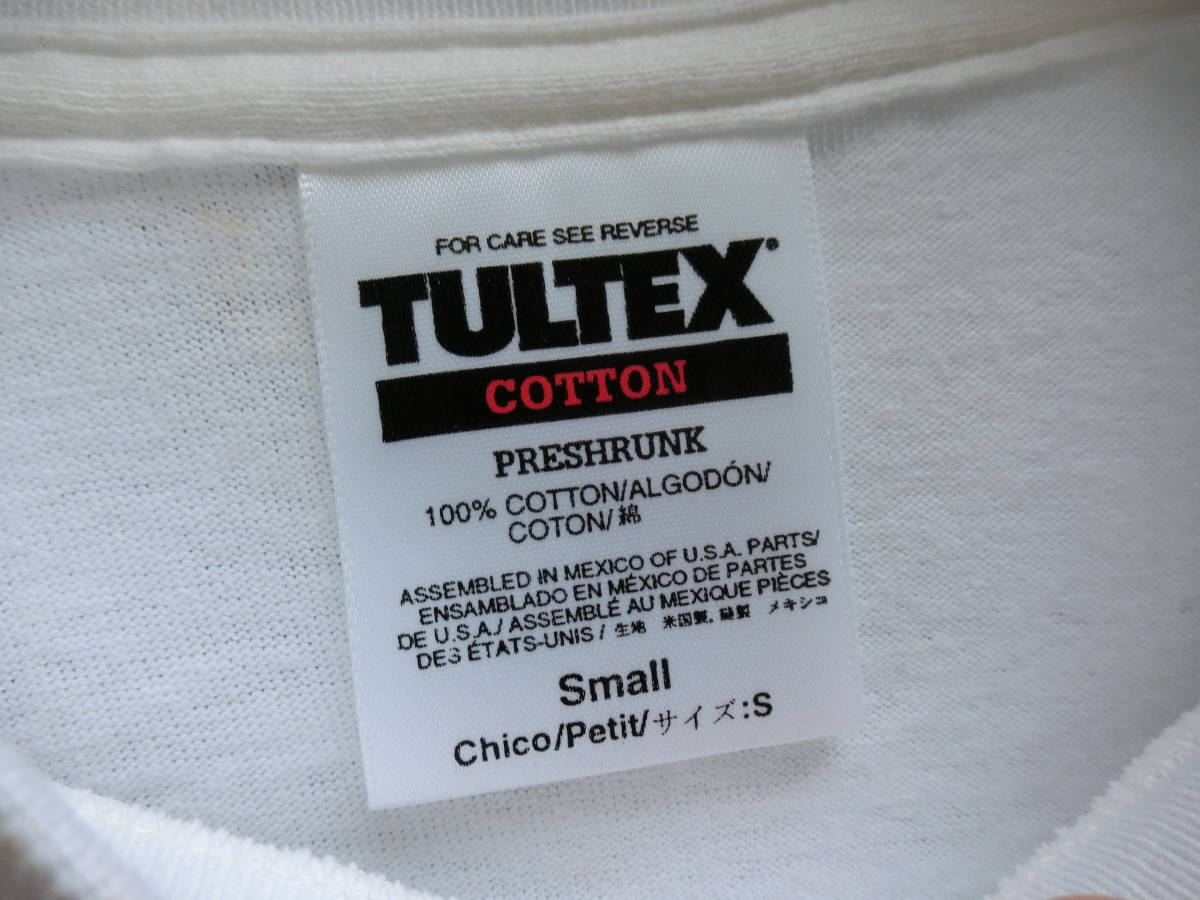 FOR CARE SEE REVERSE
TULTEX®
COTTON
PRESHRUNK
100% COTTON/ALGODÓN/
COTON/綿
ASSEMBLED IN MEXICO OF U.S.A. PARTS/
ENSAMBLADO EN MÉXICO DE PARTES
DE U.S.A./ ASSEMBLÉ AU MEXIQUE PIÈCES
DES ÉTATS-UNIS / 生地 米国製, 縫製 メキシコ
Small
Chico/Petit/サイズ:S